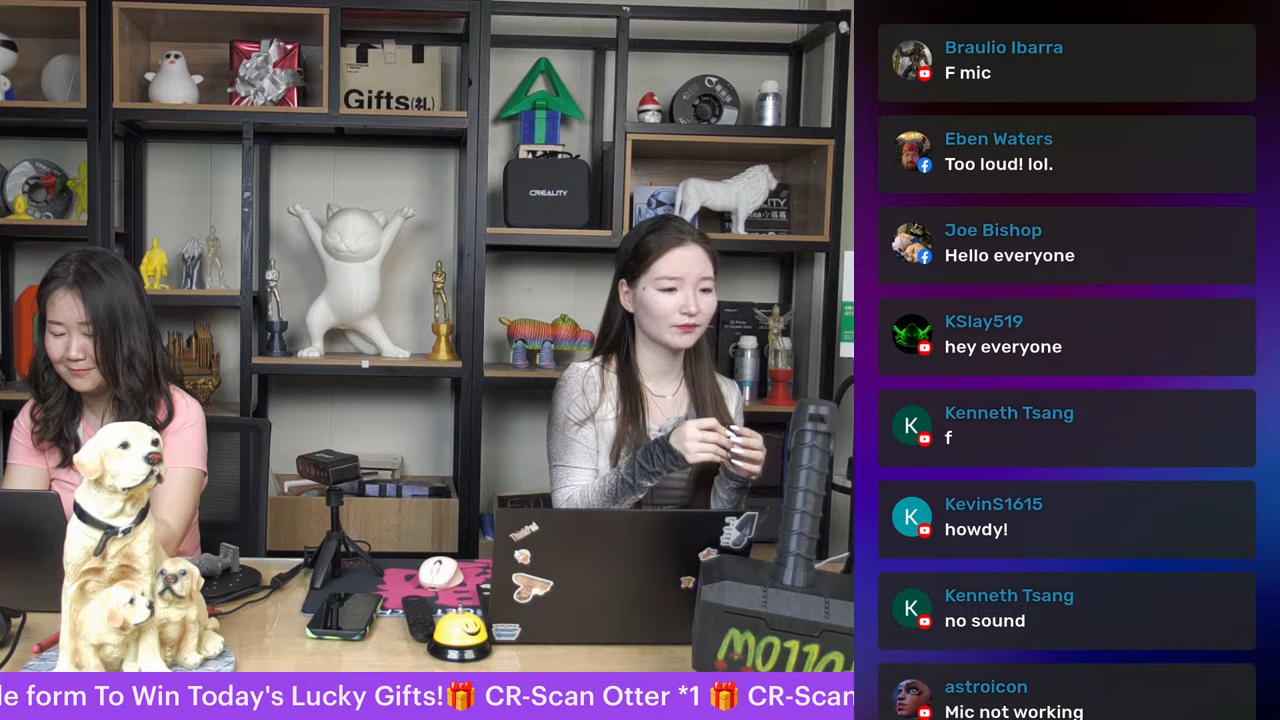 Gifts(礼)
CREALITY
ThinkPad
le form To Win Today's Lucky Gifts!🎁 CR-Scan Otter *1 🎁 CR-Scan
Braulio Ibarra
F mic
Eben Waters
Too loud! lol.
Joe Bishop
Hello everyone
KSlay519
hey everyone
K
Kenneth Tsang
f
K
KevinS1615
howdy!
K
Kenneth Tsang
no sound
astroicon
Mic not working